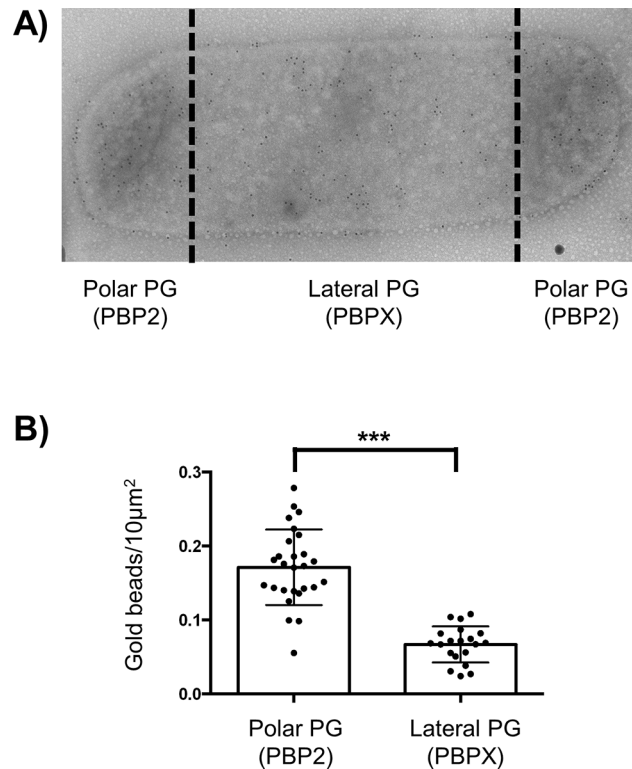 A)
Polar PG Lateral PG Polar PG
(PBP2) (PBPX) (PBP2)
B)
***
Gold beads/10µm²
0.3
0.2
0.1
0.0
Polar PG Lateral PG
(PBP2) (PBPX)